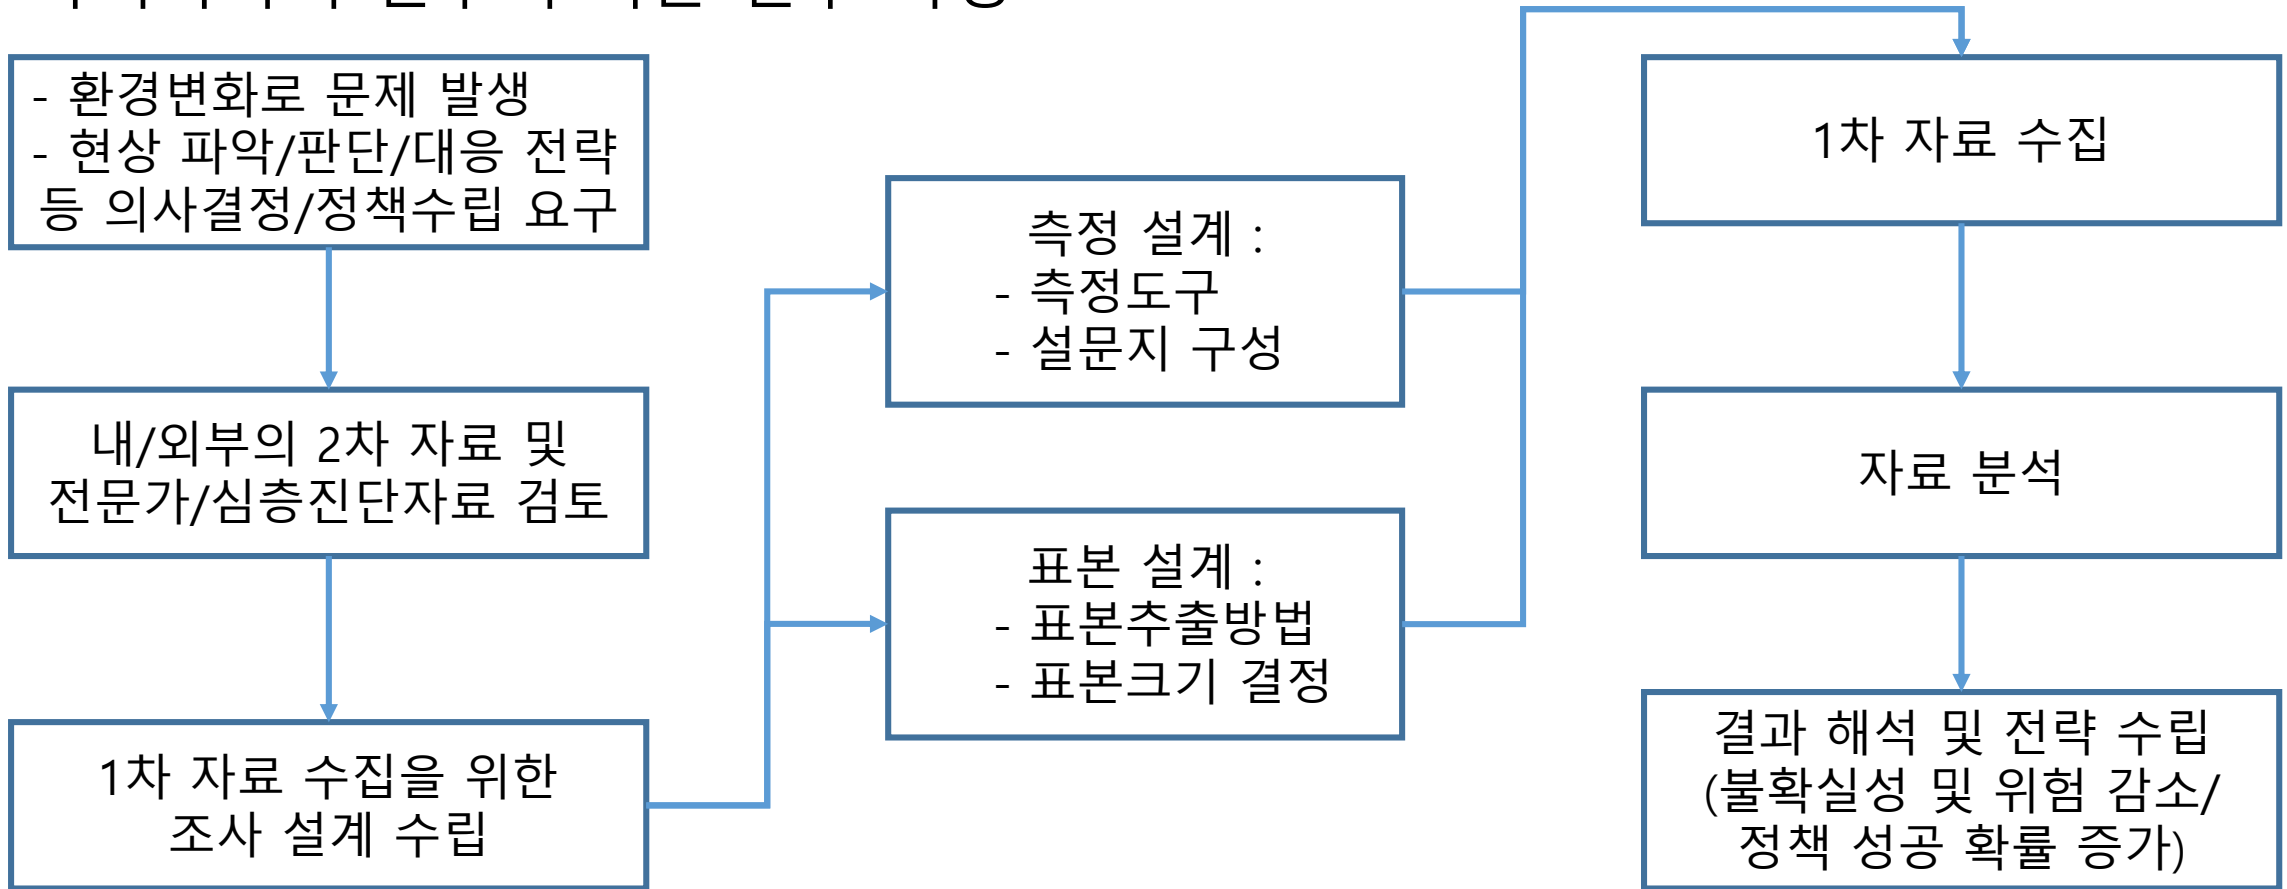 - 환경변화로 문제 발생
- 현상 파악/판단/대응 전략
등 의사결정/정책수립 요구
내/외부의 2차 자료 및
전문가/심층진단자료 검토
1차 자료 수집을 위한
조사 설계 수립
측정 설계 :
- 측정도구
- 설문지 구성
표본 설계 :
- 표본추출방법
- 표본크기 결정
1차 자료 수집
자료 분석
결과 해석 및 전략 수립
(불확실성 및 위험 감소/
정책 성공 확률 증가)